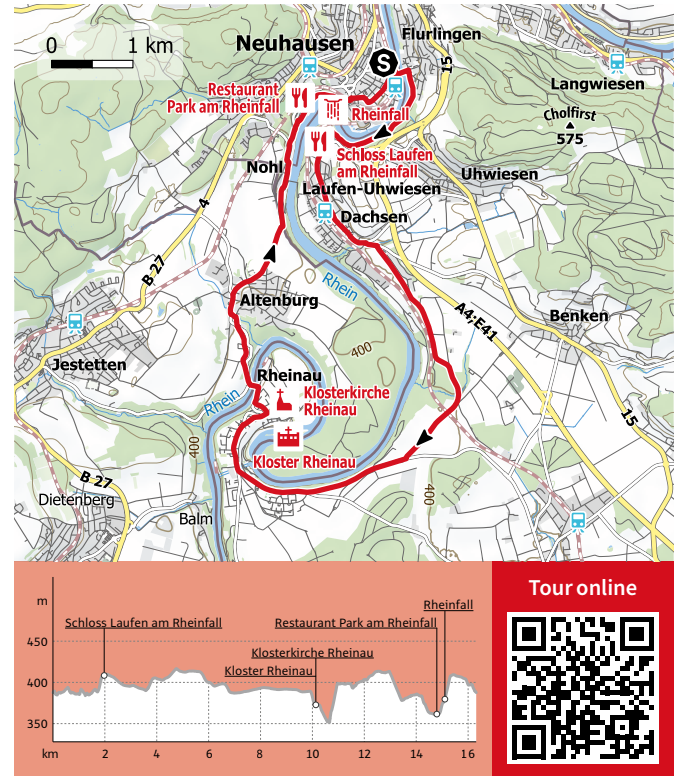 0 1 km
Neuhausen
Flurlingen
S
15
Langwiesen
Cholfirst
575
Restaurant
Park am Rheinfall
Rheinfall
Schloss Laufen
am Rheinfall
Nohl
Laufen-Uhwiesen
Uhwiesen
Dachsen
4
B 27
Rhein
Altenburg
A4;E41
Benken
400
Jestetten
Rheinau
Klosterkirche
Rheinau
Rhein
15
400
Kloster Rheinau
B 27
400
Dietenberg
Balm
Tour online
m
450
400
350
Rheinfall
Schloss Laufen am Rheinfall
Restaurant Park am Rheinfall
Klosterkirche Rheinau
Kloster Rheinau
km 2 4 6 8 10 12 14 16